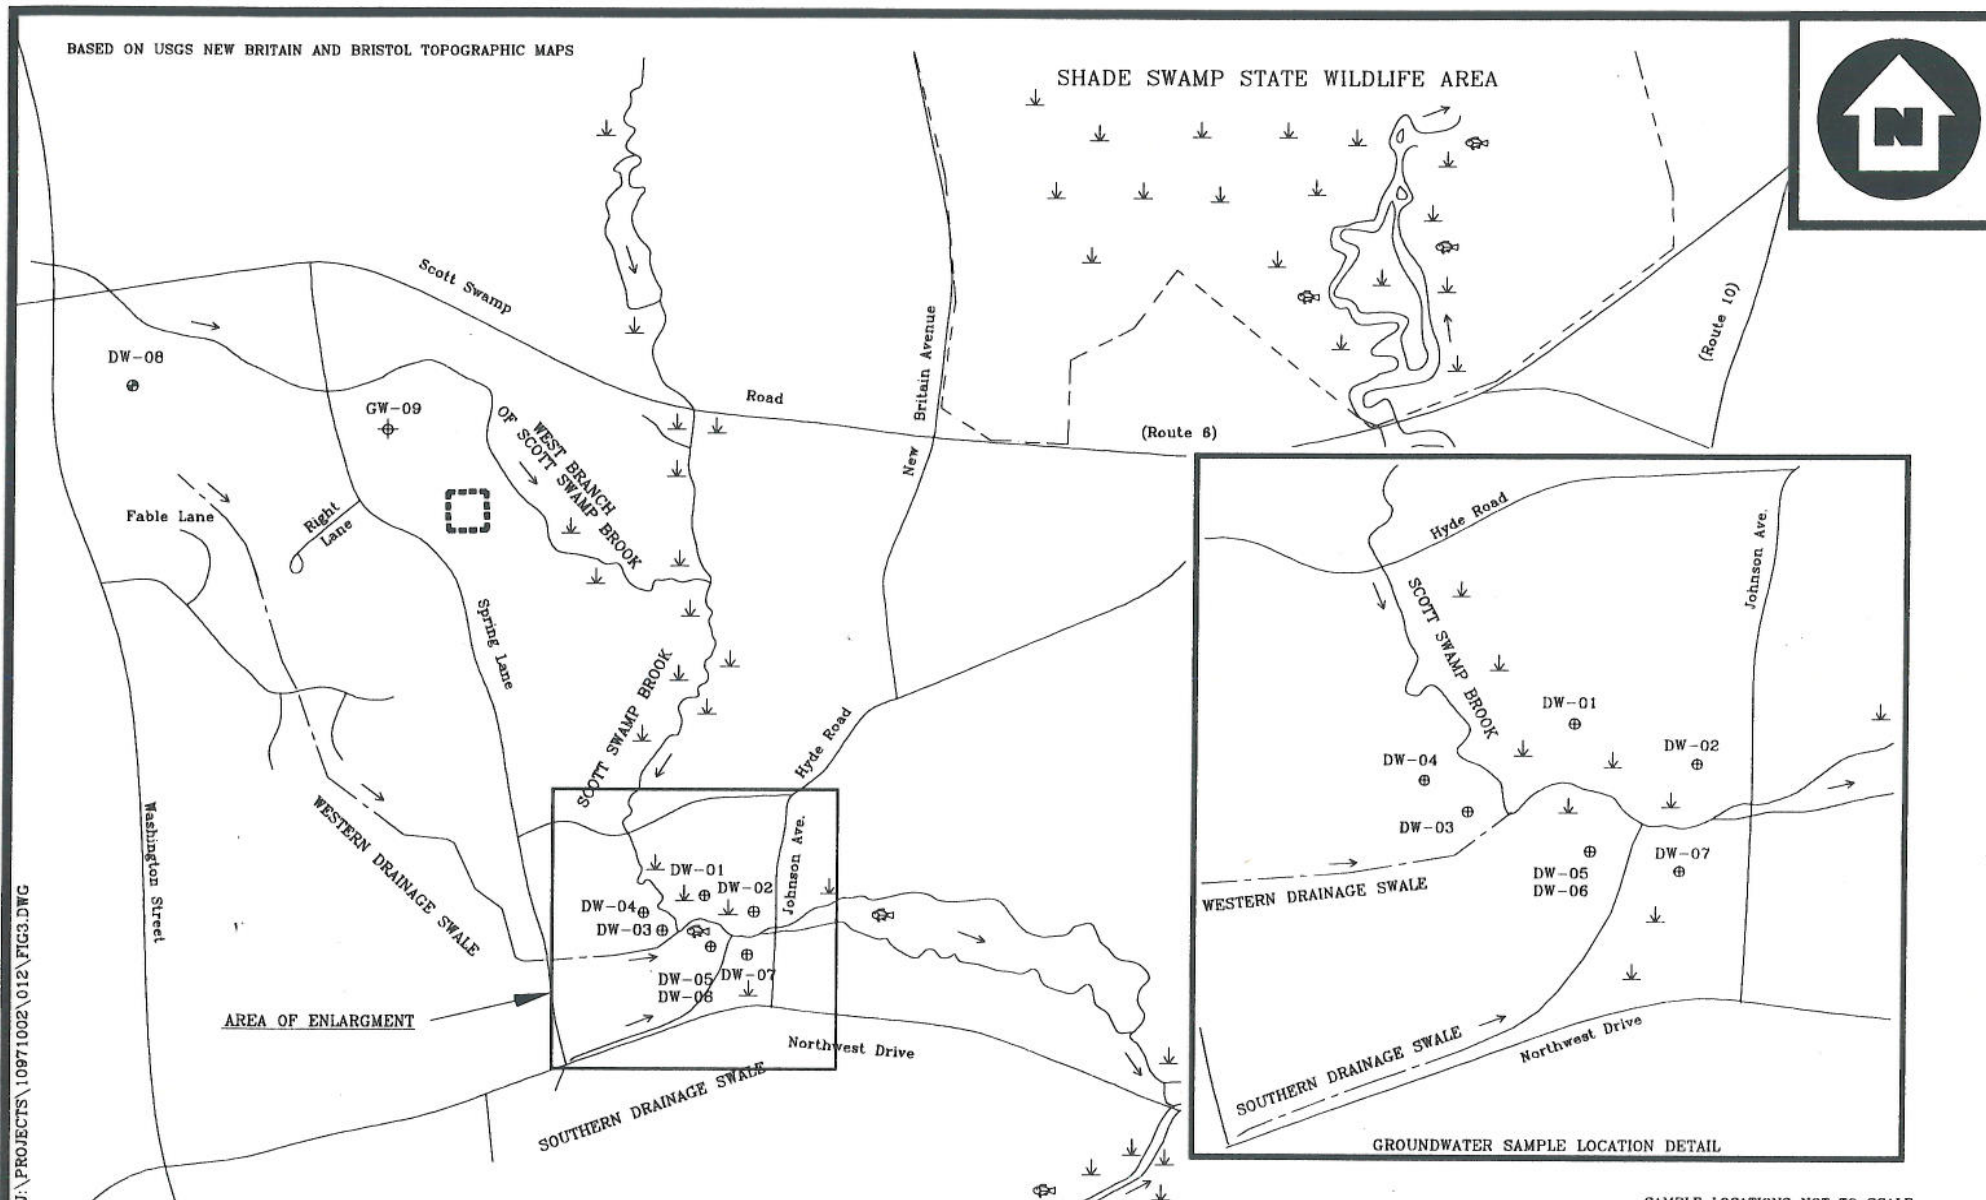 BASED ON USGS NEW BRITAIN AND BRISTOL TOPOGRAPHIC MAPS
SHADE SWAMP STATE WILDLIFE AREA
N
Scott Swamp
Road
(Route 6)
New
Britain Avenue
(Route 10)
DW-08
GW-09
WEST BRANCH
OF SCOTT SWAMP BROOK
Fable Lane
Right
Lane
Spring Lane
SCOTT SWAMP BROOK
Hyde Road
Washington Street
WESTERN DRAINAGE SWALE
Johnson Ave.
DW-01
DW-02
DW-04
DW-03
DW-05
DW-06
DW-07
AREA OF ENLARGMENT
Northwest Drive
SOUTHERN DRAINAGE SWALE
Hyde Road
Johnson Ave.
SCOTT SWAMP BROOK
DW-01
DW-02
DW-04
DW-03
DW-05
DW-06
DW-07
WESTERN DRAINAGE SWALE
SOUTHERN DRAINAGE SWALE
Northwest Drive
GROUNDWATER SAMPLE LOCATION DETAIL
J:\PROJECTS\10971002\012\FIG3.DWG
SAMPLE LOCATIONS NOT TO SCALE